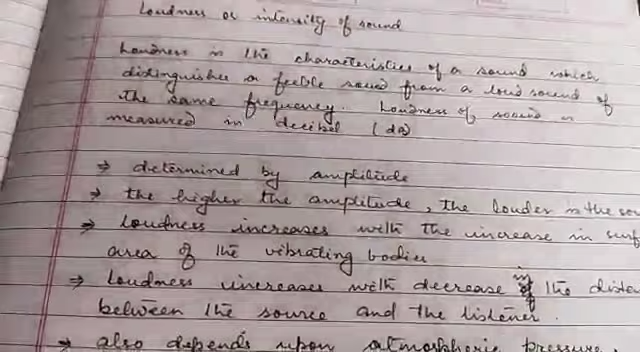 Loudness or intensity of sound
Loudness is the characteristics of a sound which
distinguishes a feeble sound from a loud sound of
the same frequency. Loudness of sound is
measured in decibel (da)
→ determined by amplitude
→ the higher the amplitude, the louder is the
→ loudness increases with the increase in
area of the vibrating bodies
→ Loudness increases with decrease in the
between the source and the listener.
→ also depends upon atmospheric pressure,